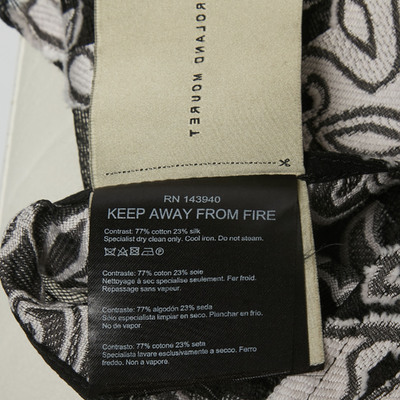 ROLAND MOURET
RN 143940
KEEP AWAY FROM FIRE
Contrast: 77% cotton 23% silk
Specialist dry clean only. Cool iron. Do not steam.
Contraste: 77% coton 23% soie
Nettoyage à sec specialise seulement. Fer froid.
Repassage sans vapeur.
Contraste: 77% algodón 23% seda
Sólo especialista limpiar en seco. Planchar en frio.
No de vapor.
Contrasto: 77% cotone 23% seta
Specialista levare esclusivamente a secco. Ferro
freddo. Non a vapore.